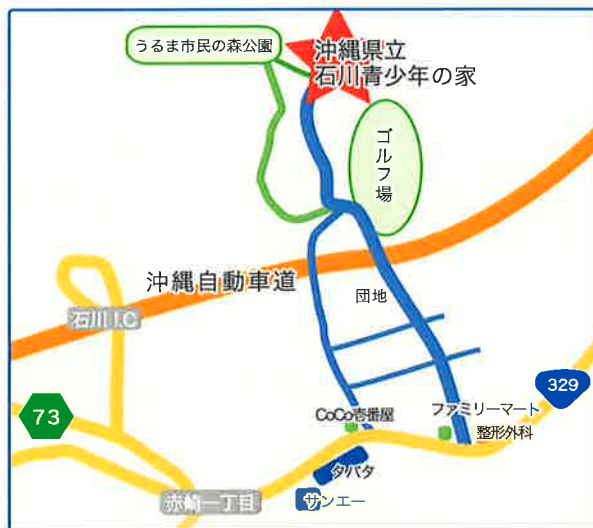 うるま市民の森公園
沖縄県立
石川青少年の家
ゴルフ場
沖縄自動車道
団地
石川I.C
329
73
CoCo壱番屋
ファミリーマート
整形外科
タバタ
サンエー
赤崎一丁目